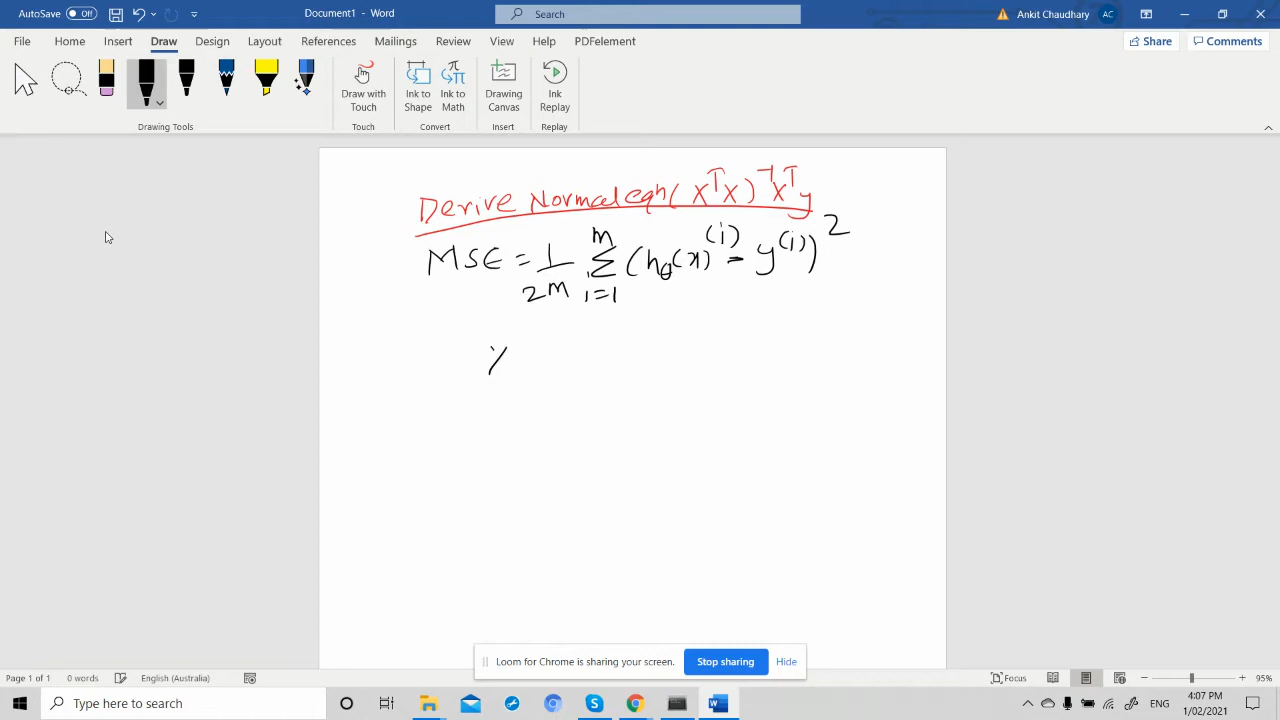 AutoSave Off Document1 - Word Search Ankit Chaudhary AC
File Home Insert Draw Design Layout References Mailings Review View Help PDFelement Share Comments
Draw with Touch
Ink to Shape
Ink to Math
Drawing Canvas
Ink Replay
Drawing Tools Touch Convert Insert Replay
Derive Normal eqn (XᵀX)⁻¹Xᵀy
MSE = 1/2m Σ_{i=1}^{m} (h_θ(x)^{(i)} - y^{(i)})²
Loom for Chrome is sharing your screen. Stop sharing Hide
Page 1 of 1 0 words English (Australia) Focus 95%
Type here to search ENG 4:07 PM
1/02/2021